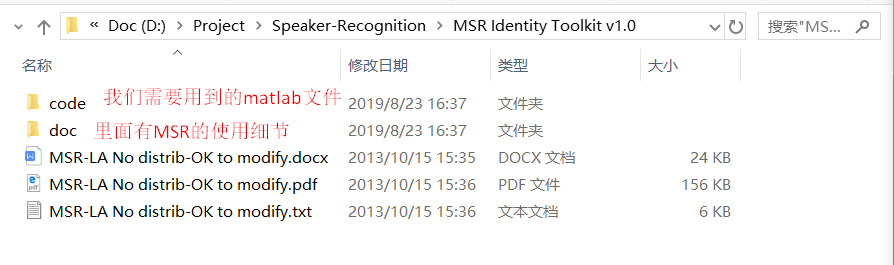 « Doc (D:) > Project > Speaker-Recognition > MSR Identity Toolkit v1.0 搜索"MS...
名称 修改日期 类型 大小
code 我们需要用到的matlab文件 2019/8/23 16:37 文件夹
doc 里面有MSR的使用细节 2019/8/23 16:37 文件夹
MSR-LA No distrib-OK to modify.docx 2013/10/15 15:35 DOCX 文档 24 KB
MSR-LA No distrib-OK to modify.pdf 2013/10/15 15:36 PDF 文件 156 KB
MSR-LA No distrib-OK to modify.txt 2013/10/15 15:36 文本文档 6 KB